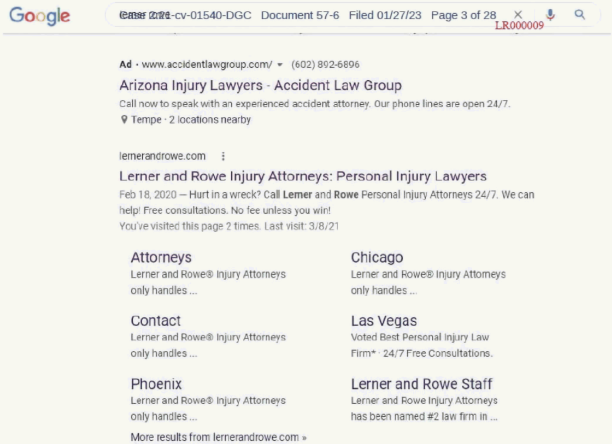 Google
Case 2:21-cv-01540-DGC Document 57-6 Filed 01/27/23 Page 3 of 28
LR000009
Ad · www.accidentlawgroup.com/ (602) 892-6896
Arizona Injury Lawyers - Accident Law Group
Call now to speak with an experienced accident attorney. Our phone lines are open 24/7.
Tempe · 2 locations nearby
lernerandrowe.com
Lerner and Rowe Injury Attorneys: Personal Injury Lawyers
Feb 18, 2020 — Hurt in a wreck? Call Lerner and Rowe Personal Injury Attorneys 24/7. We can
help! Free consultations. No fee unless you win!
You've visited this page 2 times. Last visit: 3/8/21
Attorneys
Lerner and Rowe® Injury Attorneys
only handles ...
Chicago
Lerner and Rowe® Injury Attorneys
only handles ...
Contact
Lerner and Rowe® Injury Attorneys
only handles ...
Las Vegas
Voted Best Personal Injury Law
Firm* · 24/7 Free Consultations.
Phoenix
Lerner and Rowe® Injury Attorneys
only handles ...
Lerner and Rowe Staff
Lerner and Rowe Injury Attorneys
has been named #2 law firm in ...
More results from lernerandrowe.com »